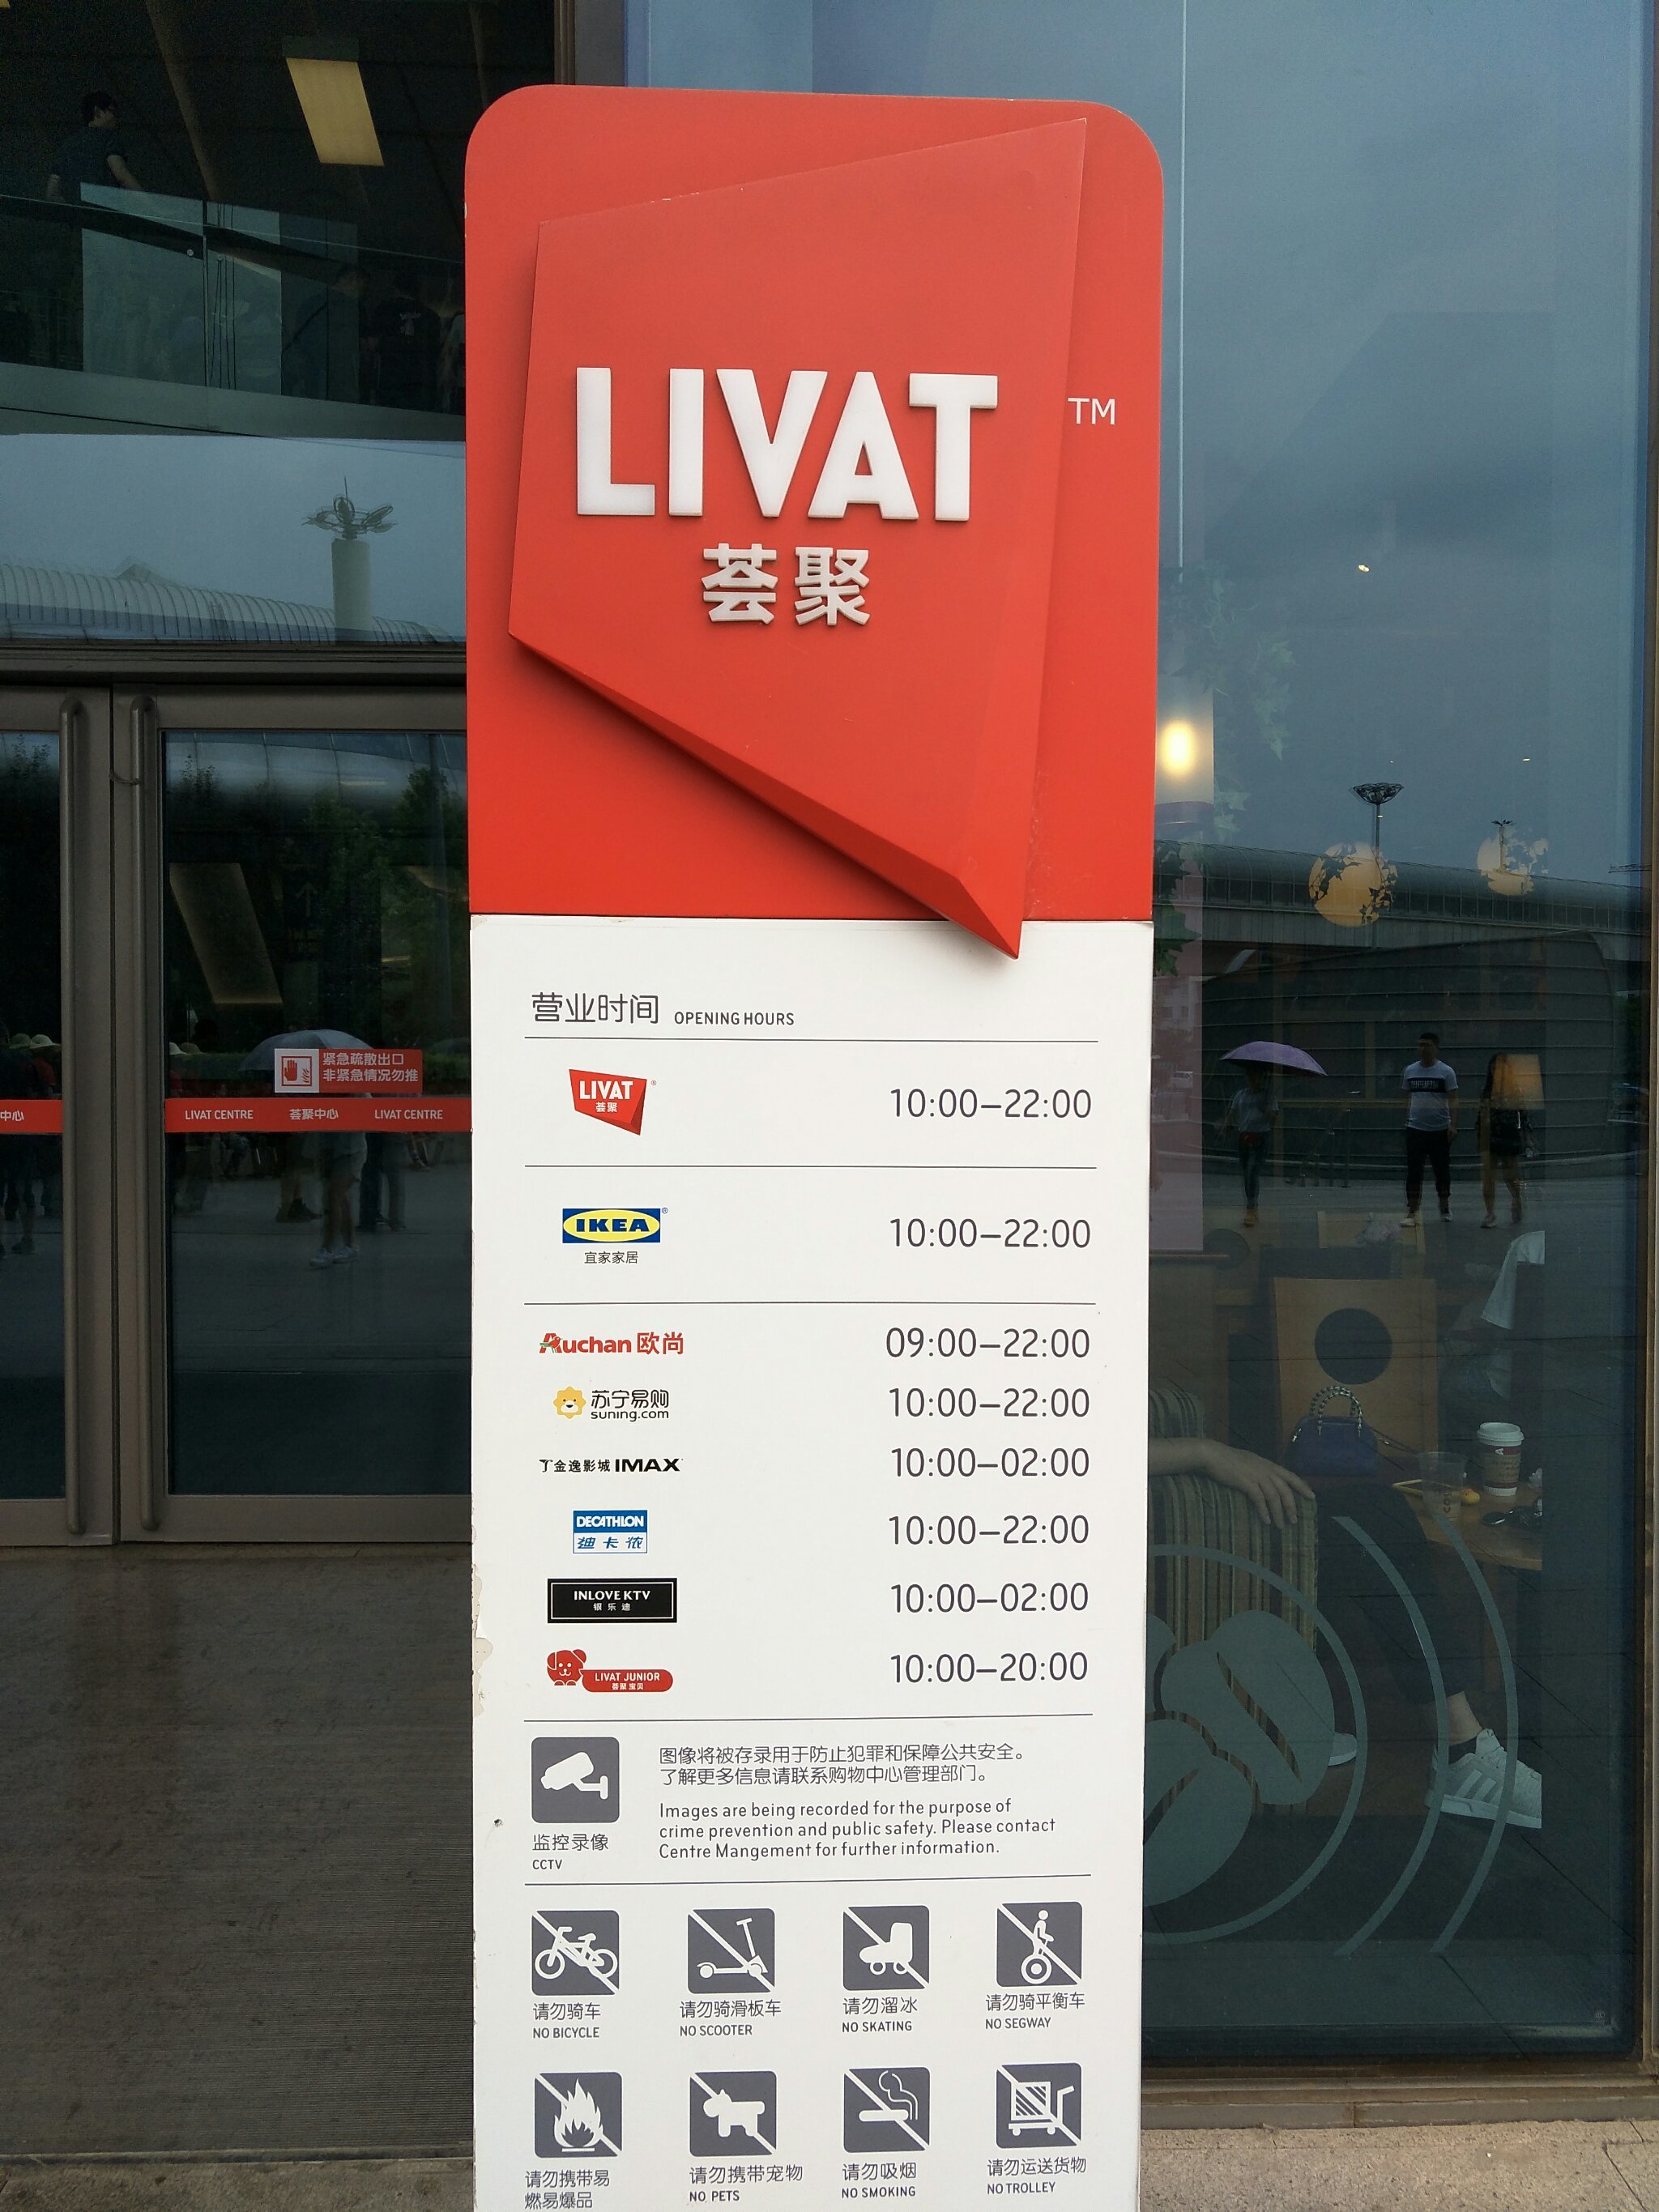 LIVAT
TM
荟聚
营业时间 OPENING HOURS
LIVAT
荟聚
10:00–22:00
IKEA
宜家家居
10:00–22:00
Auchan 欧尚 09:00–22:00
苏宁易购
suning.com
10:00–22:00
金逸影城 IMAX 10:00–02:00
DECATHLON
迪卡侬
10:00–22:00
INLOVE KTV
银乐迪
10:00–02:00
LIVAT JUNIOR
荟聚宝贝
10:00–20:00
图像将被存录用于防止犯罪和保障公共安全。
了解更多信息请联系购物中心管理部门。
Images are being recorded for the purpose of
crime prevention and public safety. Please contact
Centre Mangement for further information.
监控录像
CCTV
请勿骑车
NO BICYCLE
请勿骑滑板车
NO SCOOTER
请勿溜冰
NO SKATING
请勿骑平衡车
NO SEGWAY
请勿携带易
燃易爆品
请勿携带宠物
NO PETS
请勿吸烟
NO SMOKING
请勿运送货物
NO TROLLEY
紧急疏散出口
非紧急情况勿推
中心
LIVAT CENTRE 荟聚中心 LIVAT CENTRE